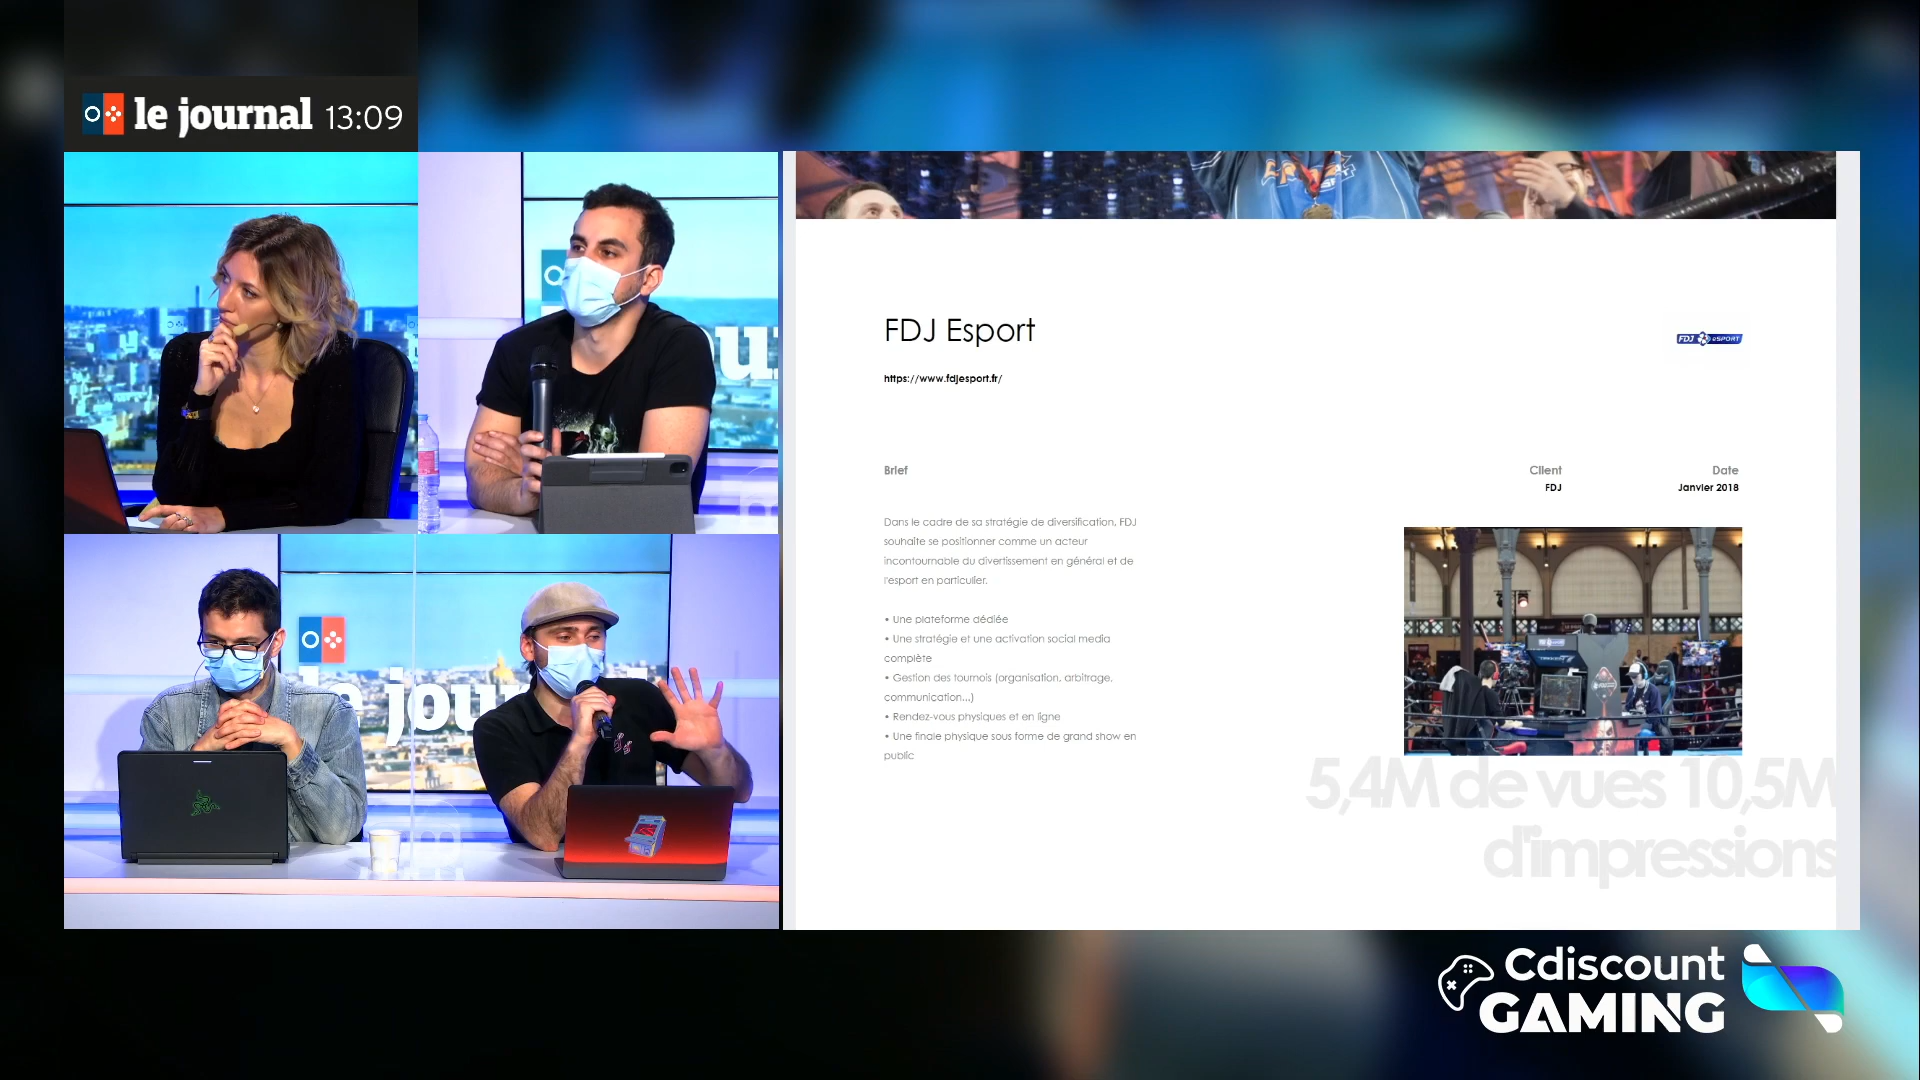 le journal 13:09
FDJ Esport
FDJ eSPORT
https://www.fdjesport.fr/
Brief
Client
Date
FDJ
Janvier 2018
Dans le cadre de sa stratégie de diversification, FDJ
souhaite se positionner comme un acteur
incontournable du divertissement en général et de
l'esport en particulier.
• Une plateforme dédiée
• Une stratégie et une activation social media
complète
• Gestion des tournois (organisation, arbitrage,
communication...)
• Rendez-vous physiques et en ligne
• Une finale physique sous forme de grand show en
public
5,4M de vues 10,5M
d'impressions
le jour
Cdiscount
GAMING